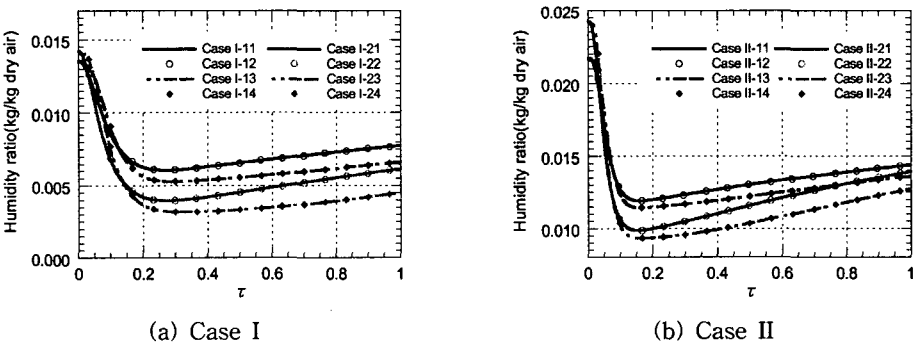 Humidity ratio(kg/kg dry air)
0.015
0.010
0.005
0.000
Case I-11
Case I-12
Case I-13
Case I-14
Case I-21
Case I-22
Case I-23
Case I-24
0
0.2
0.4
0.6
0.8
1
τ
(a) Case I
Humidity ratio(kg/kg dry air)
0.025
0.020
0.015
0.010
Case II-11
Case II-12
Case II-13
Case II-14
Case II-21
Case II-22
Case II-23
Case II-24
0
0.2
0.4
0.6
0.8
1
τ
(b) Case II